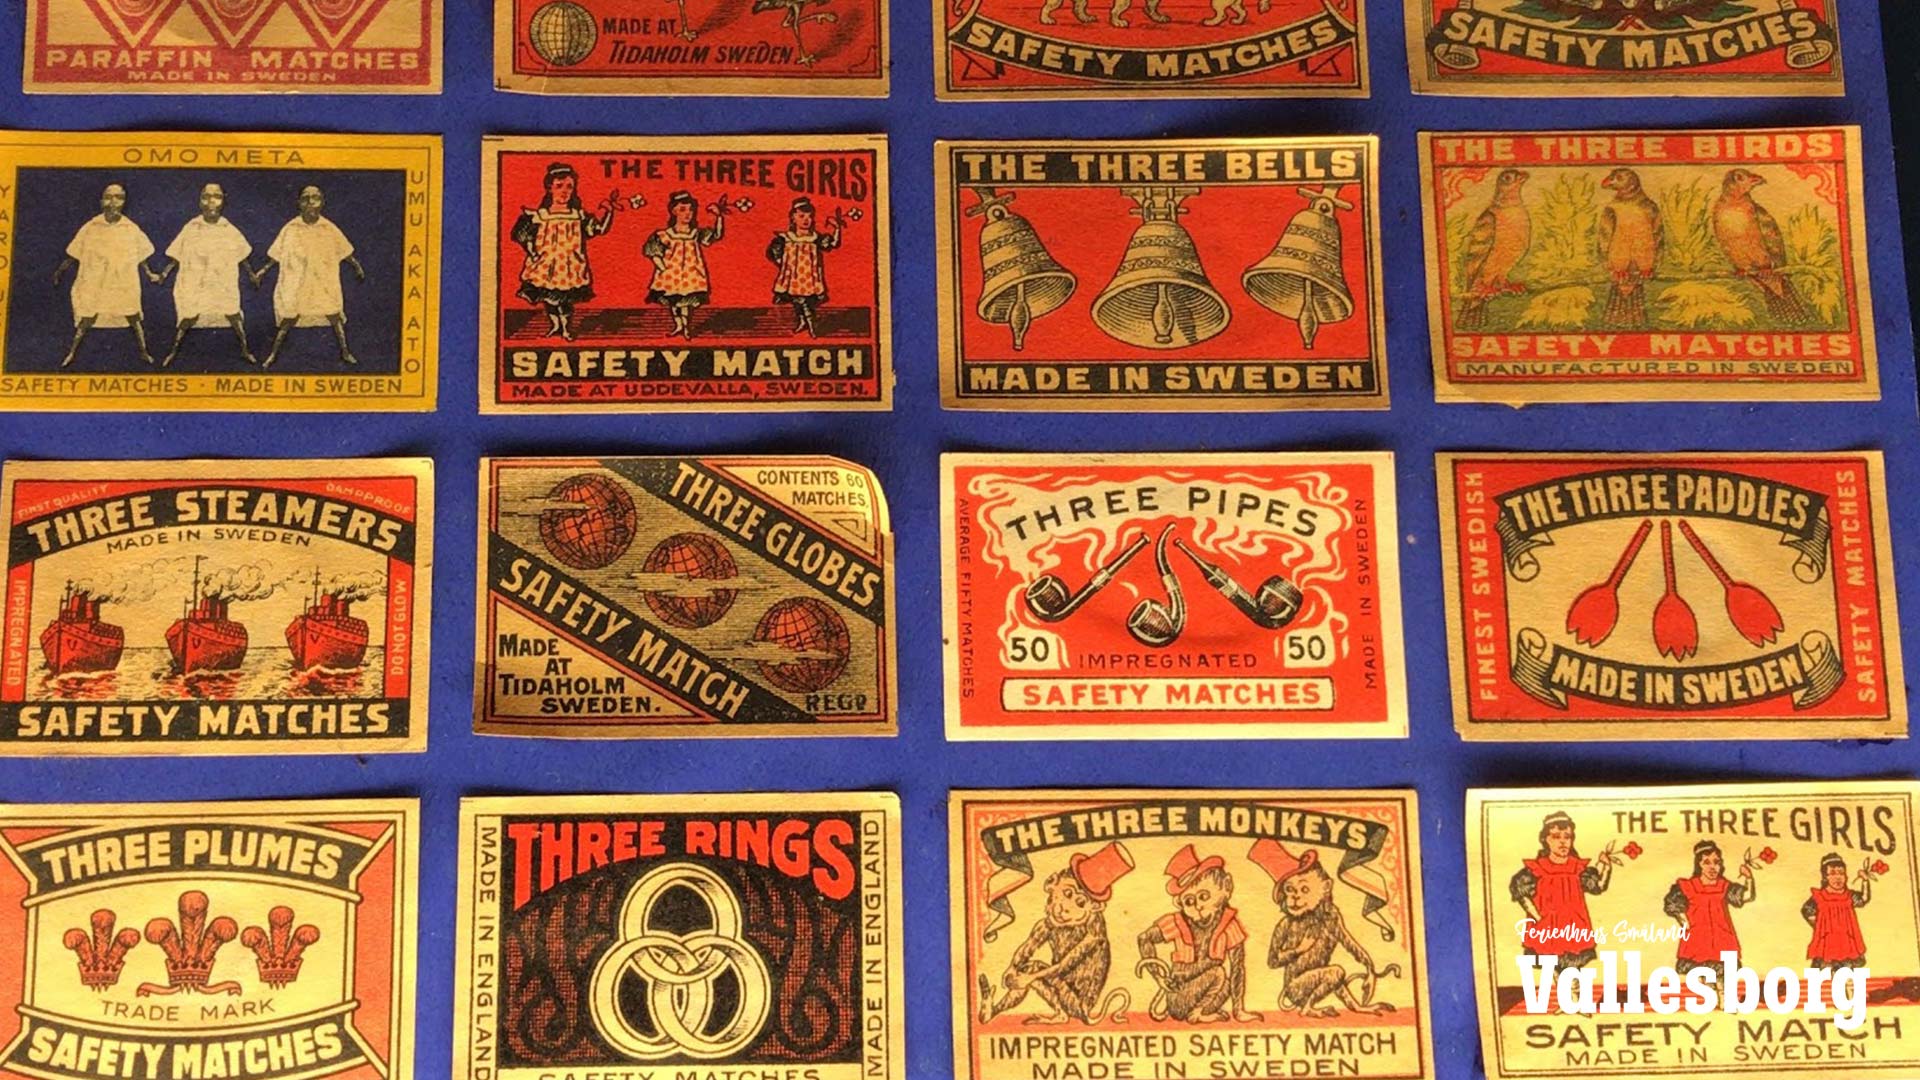 PARAFFIN MATCHES
MADE IN SWEDEN
MADE AT
TIDAHOLM SWEDEN.
SAFETY MATCHES
SAFETY MATCHES
OMO META
UMU AKA ATO
SAFETY MATCHES · MADE IN SWEDEN
THE THREE GIRLS
SAFETY MATCH
MADE AT UDDEVALLA, SWEDEN.
THE THREE BELLS
MADE IN SWEDEN
THE THREE BIRDS
SAFETY MATCHES
MANUFACTURED IN SWEDEN
FIRST QUALITY
DAMPPROOF
THREE STEAMERS
MADE IN SWEDEN
IMPREGNATED
DO NOT GLOW
SAFETY MATCHES
CONTENTS 60
MATCHES
THREE GLOBES
SAFETY MATCH
MADE
AT
TIDAHOLM
SWEDEN.
REGD
THREE PIPES
AVERAGE FIFTY MATCHES
MADE IN SWEDEN
50 IMPREGNATED 50
SAFETY MATCHES
THE THREE PADDLES
FINEST SWEDISH
SAFETY MATCHES
MADE IN SWEDEN
THREE PLUMES
TRADE MARK
SAFETY MATCHES
THREE RINGS
MADE IN ENGLAND
MADE IN ENGLAND
SAFETY MATCHES
THE THREE MONKEYS
IMPREGNATED SAFETY MATCH
MADE IN SWEDEN
THE THREE GIRLS
SAFETY MATCH
MADE IN SWEDEN
Ferienhaus Småland
Vallesborg